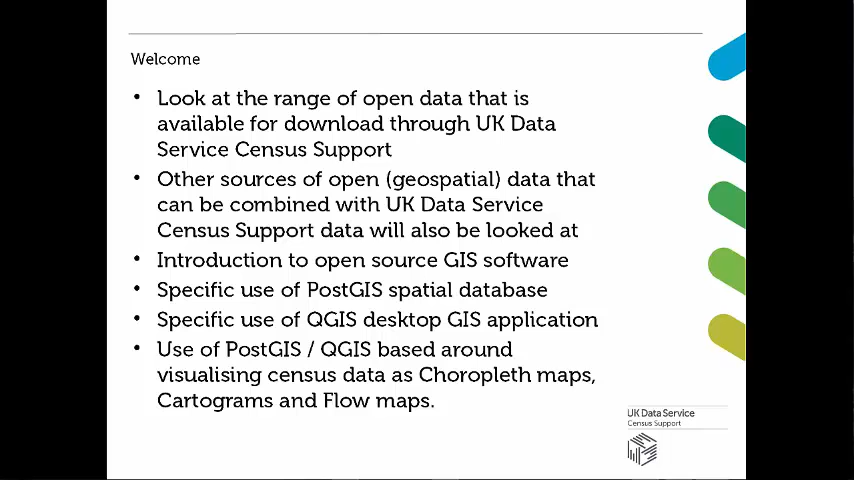 Welcome
• Look at the range of open data that is
available for download through UK Data
Service Census Support
• Other sources of open (geospatial) data that
can be combined with UK Data Service
Census Support data will also be looked at
• Introduction to open source GIS software
• Specific use of PostGIS spatial database
• Specific use of QGIS desktop GIS application
• Use of PostGIS / QGIS based around
visualising census data as Choropleth maps,
Cartograms and Flow maps.
UK Data Service
Census Support